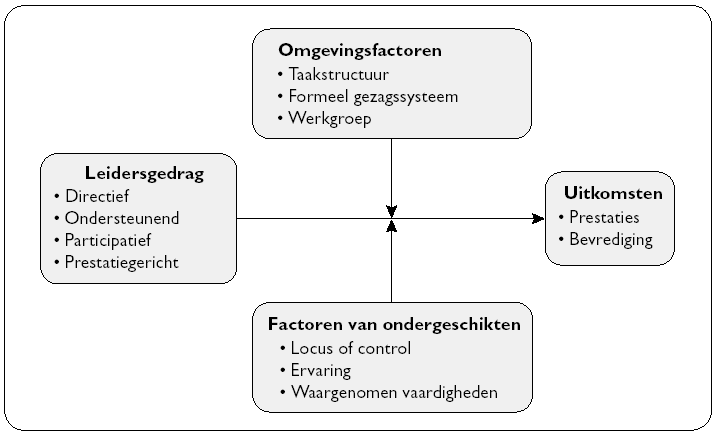 Omgevingsfactoren
• Taakstructuur
• Formeel gezagssysteem
• Werkgroep
Leidersgedrag
• Directief
• Ondersteunend
• Participatief
• Prestatiegericht
Uitkomsten
• Prestaties
• Bevrediging
Factoren van ondergeschikten
• Locus of control
• Ervaring
• Waargenomen vaardigheden